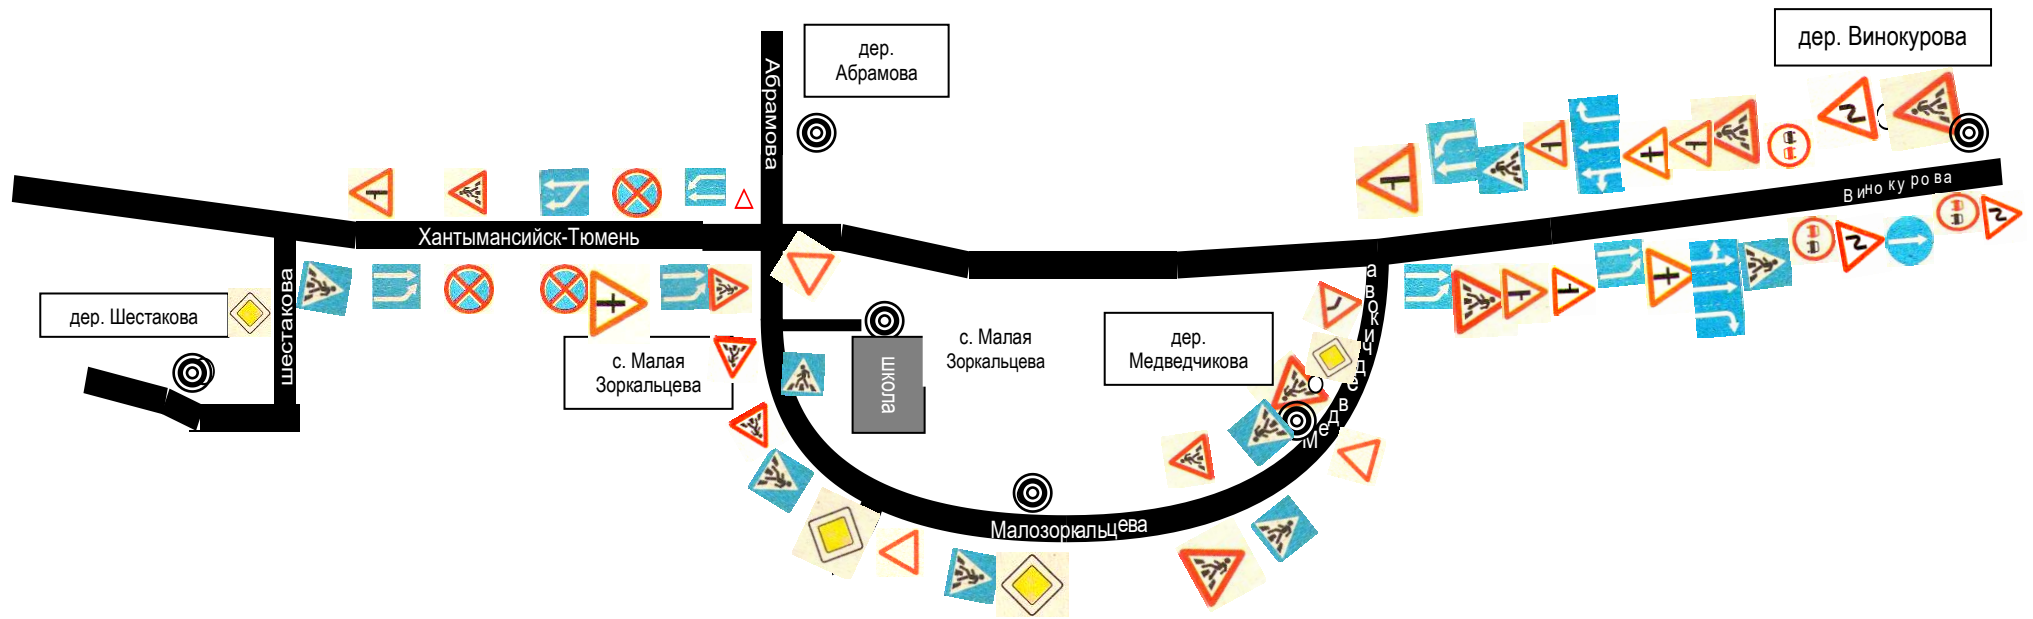 дер. Винокурова
дер.
Абрамова
Абрамова
Винокурова
Хантымансийск-Тюмень
шестакова
дер. Шестакова
с. Малая
Зоркальцева
школа
с. Малая
Зоркальцева
дер.
Медведчикова
Медведчикова
Малозоркальцева